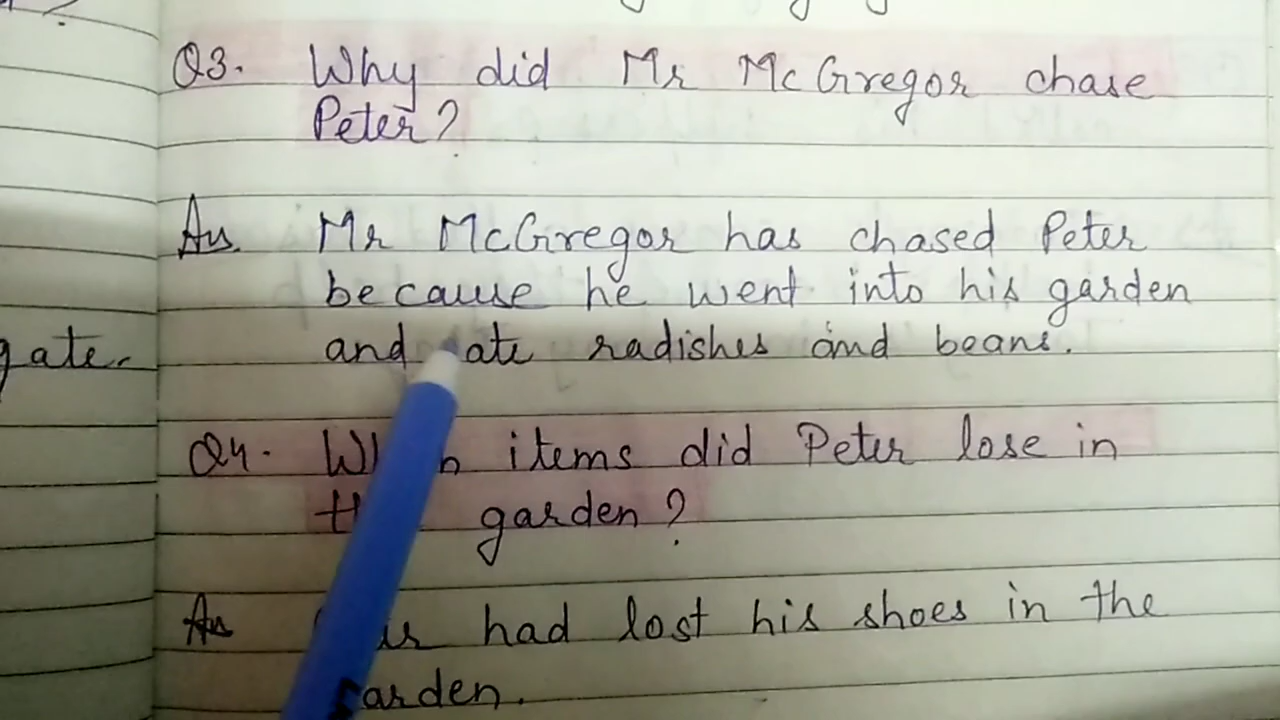 Q3. Why did Mr McGregor chase
Peter?
Ans. Mr McGregor has chased Peter
because he went into his garden
gate.
and ate radishes and beans.
Q4. items did Peter lose in
garden?
Ans had lost his shoes in the